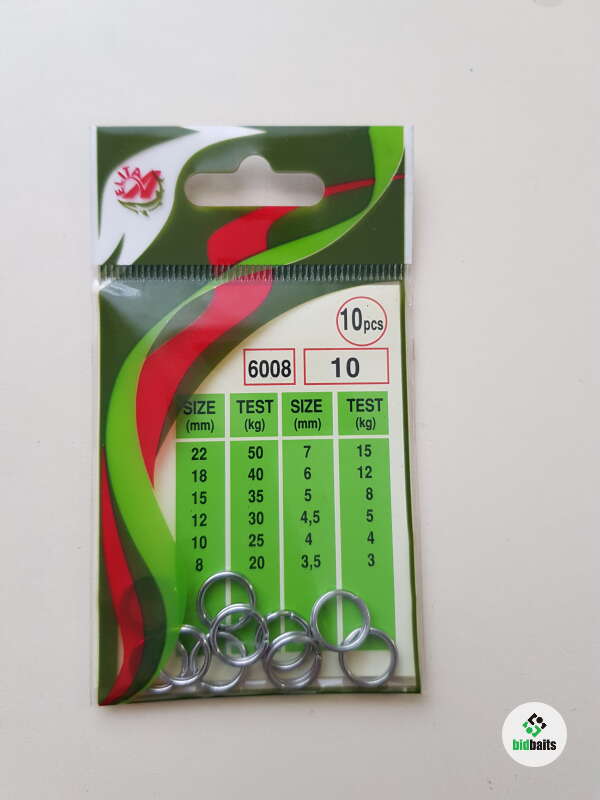 ELITA
10pcs
6008 10
SIZE TEST SIZE TEST
(mm) (kg) (mm) (kg)
22 50 7 15
18 40 6 12
15 35 5 8
12 30 4,5 5
10 25 4 4
8 20 3,5 3
bidbaits